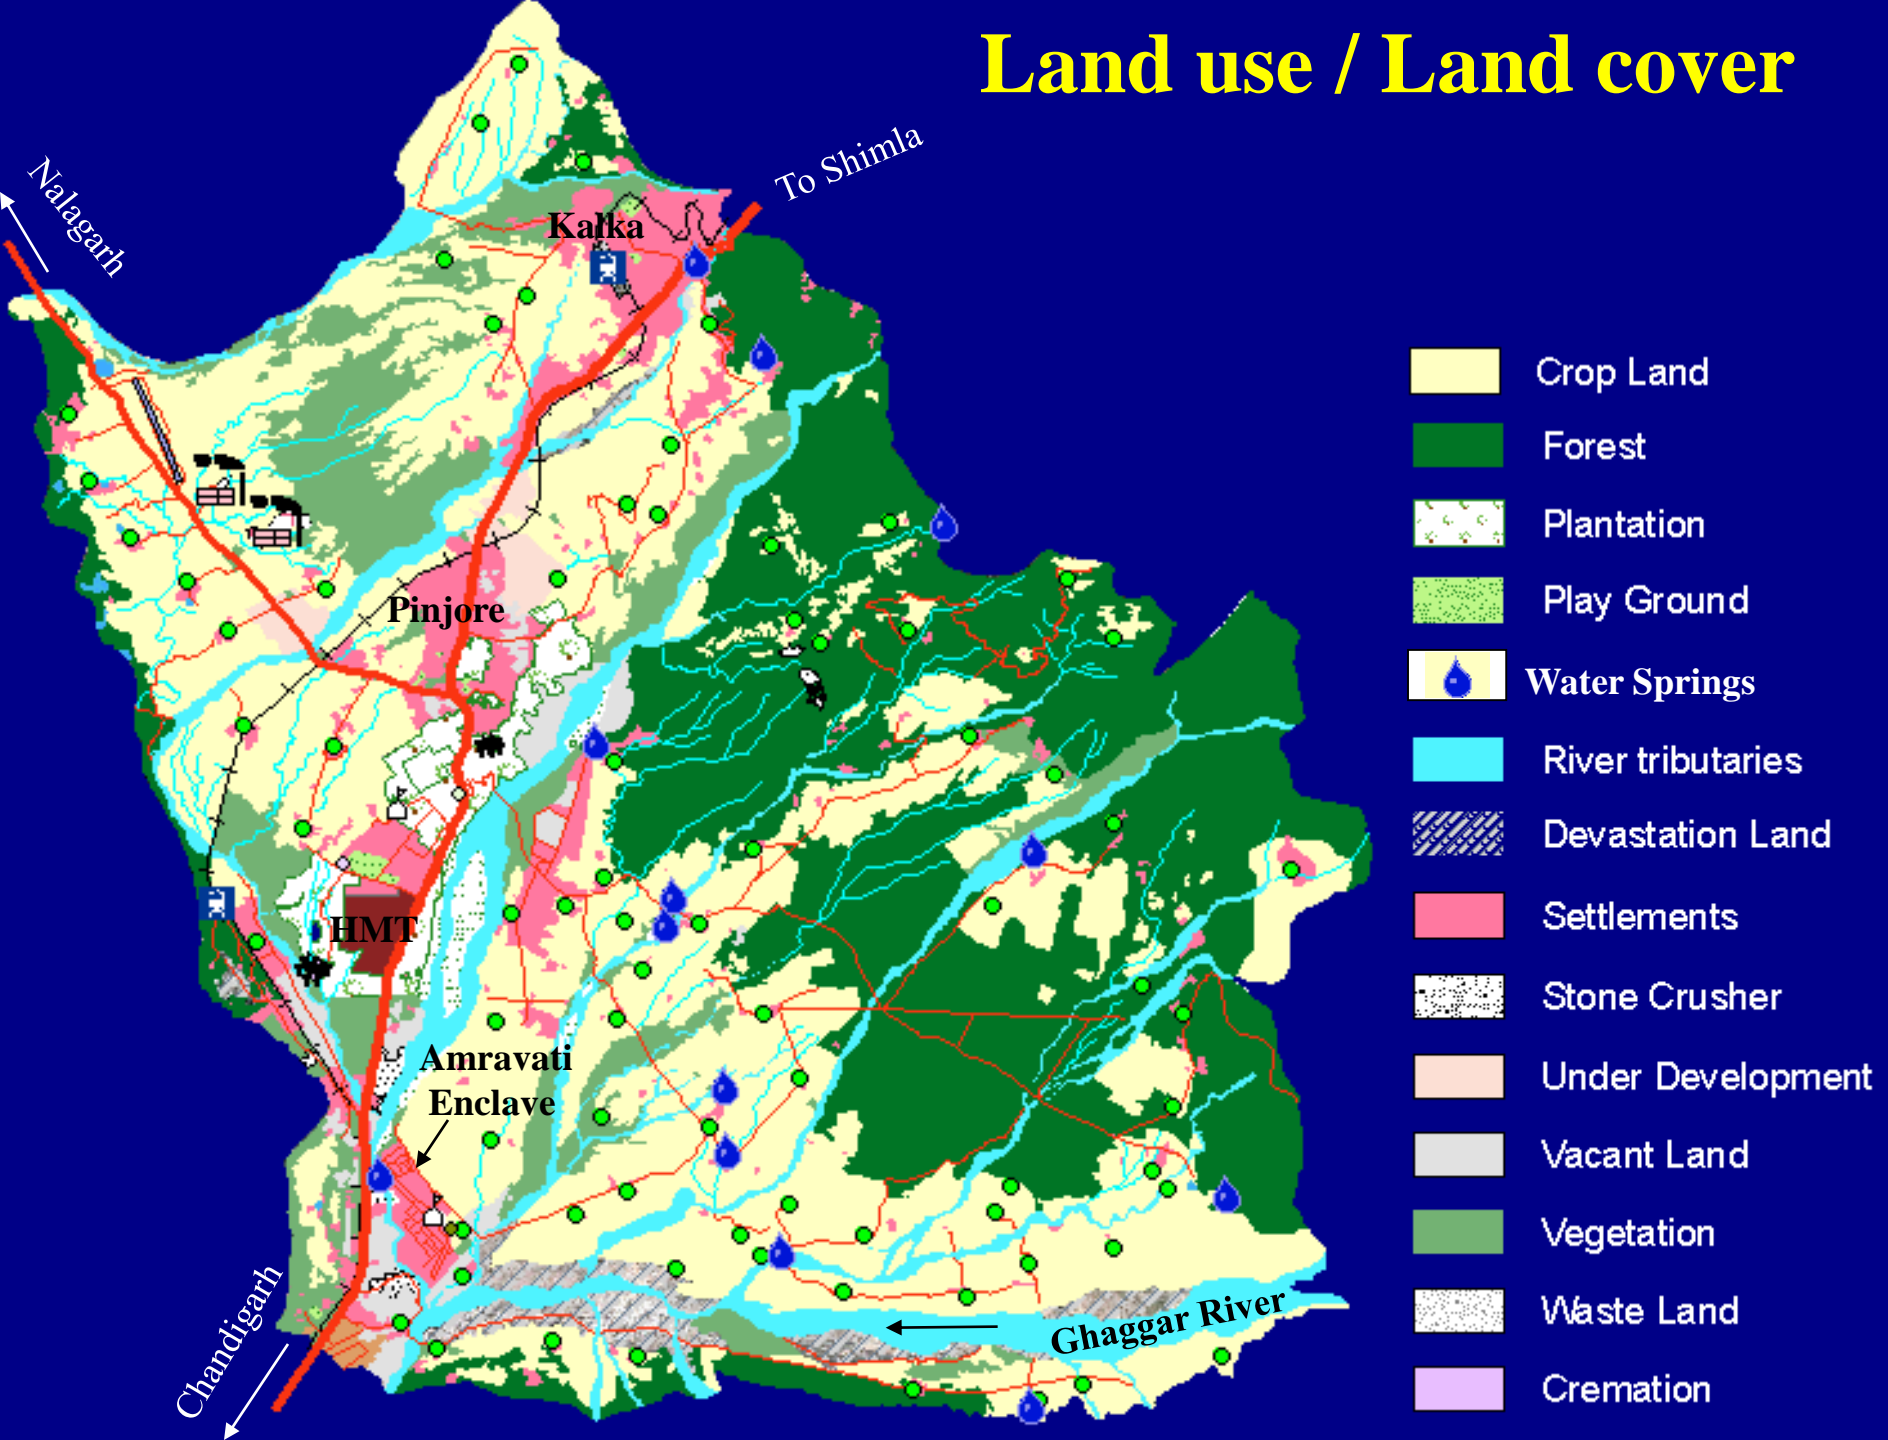 Land use / Land cover
To Shimla
Nalagarh
Kalka
Pinjore
HMT
Amravati
Enclave
Ghaggar River
Chandigarh
Crop Land
Forest
Plantation
Play Ground
Water Springs
River tributaries
Devastation Land
Settlements
Stone Crusher
Under Development
Vacant Land
Vegetation
Waste Land
Cremation